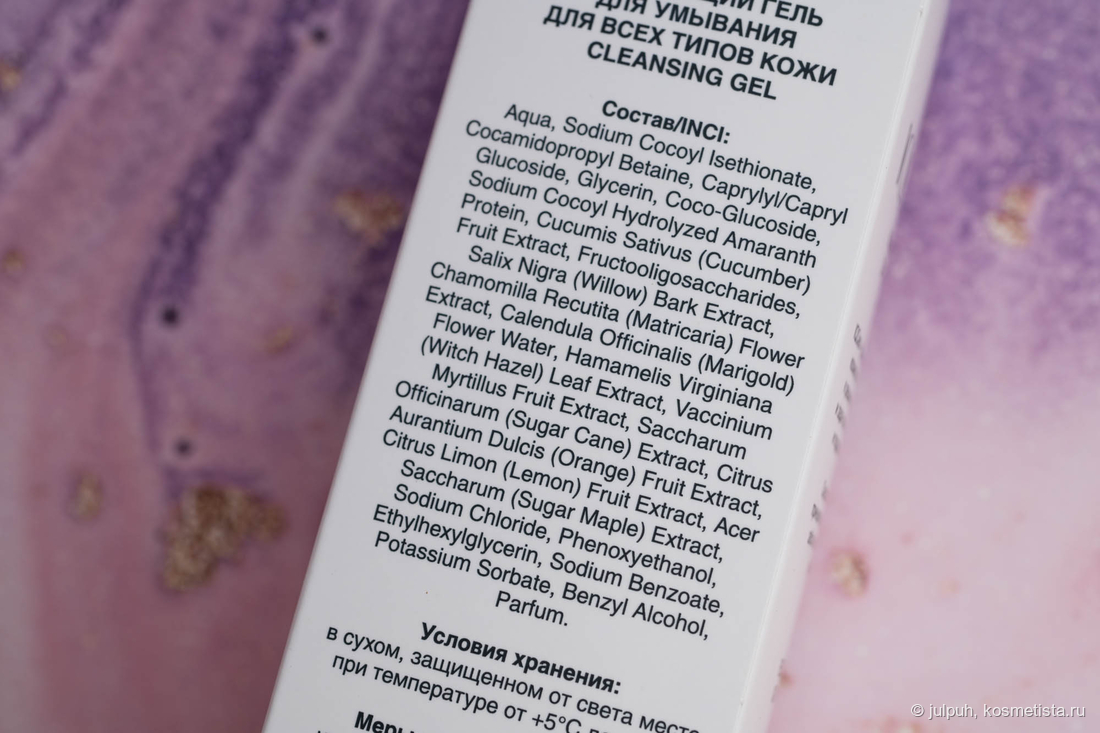 ГЕЛЬ
ДЛЯ УМЫВАНИЯ
ДЛЯ ВСЕХ ТИПОВ КОЖИ
CLEANSING GEL
Состав/INCI:
Aqua, Sodium Cocoyl Isethionate,
Cocamidopropyl Betaine, Caprylyl/Capryl
Glucoside, Glycerin, Coco-Glucoside,
Sodium Cocoyl Hydrolyzed Amaranth
Protein, Cucumis Sativus (Cucumber)
Fruit Extract, Fructooligosaccharides,
Salix Nigra (Willow) Bark Extract,
Chamomilla Recutita (Matricaria) Flower
Extract, Calendula Officinalis (Marigold)
Flower Water, Hamamelis Virginiana
(Witch Hazel) Leaf Extract, Vaccinium
Myrtillus Fruit Extract, Saccharum
Officinarum (Sugar Cane) Extract, Citrus
Aurantium Dulcis (Orange) Fruit Extract,
Citrus Limon (Lemon) Fruit Extract, Acer
Saccharum (Sugar Maple) Extract,
Sodium Chloride, Phenoxyethanol,
Ethylhexylglycerin, Sodium Benzoate,
Potassium Sorbate, Benzyl Alcohol,
Parfum.
Условия хранения:
в сухом, защищенном от света месте
при температуре от +5°C
© julpuh, kosmetista.ru